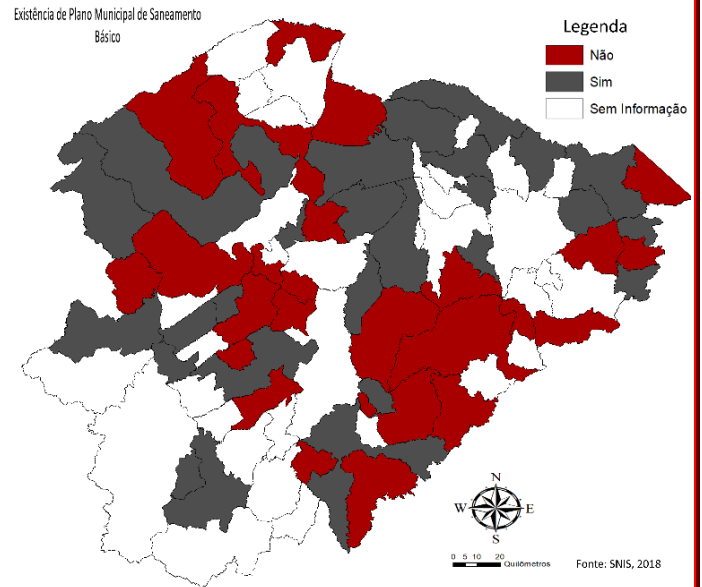 Existência de Plano Municipal de Saneamento
Básico
Legenda
Não
Sim
Sem Informação
N
W E
S
0 5 10 20
Quilômetros
Fonte: SNIS, 2018